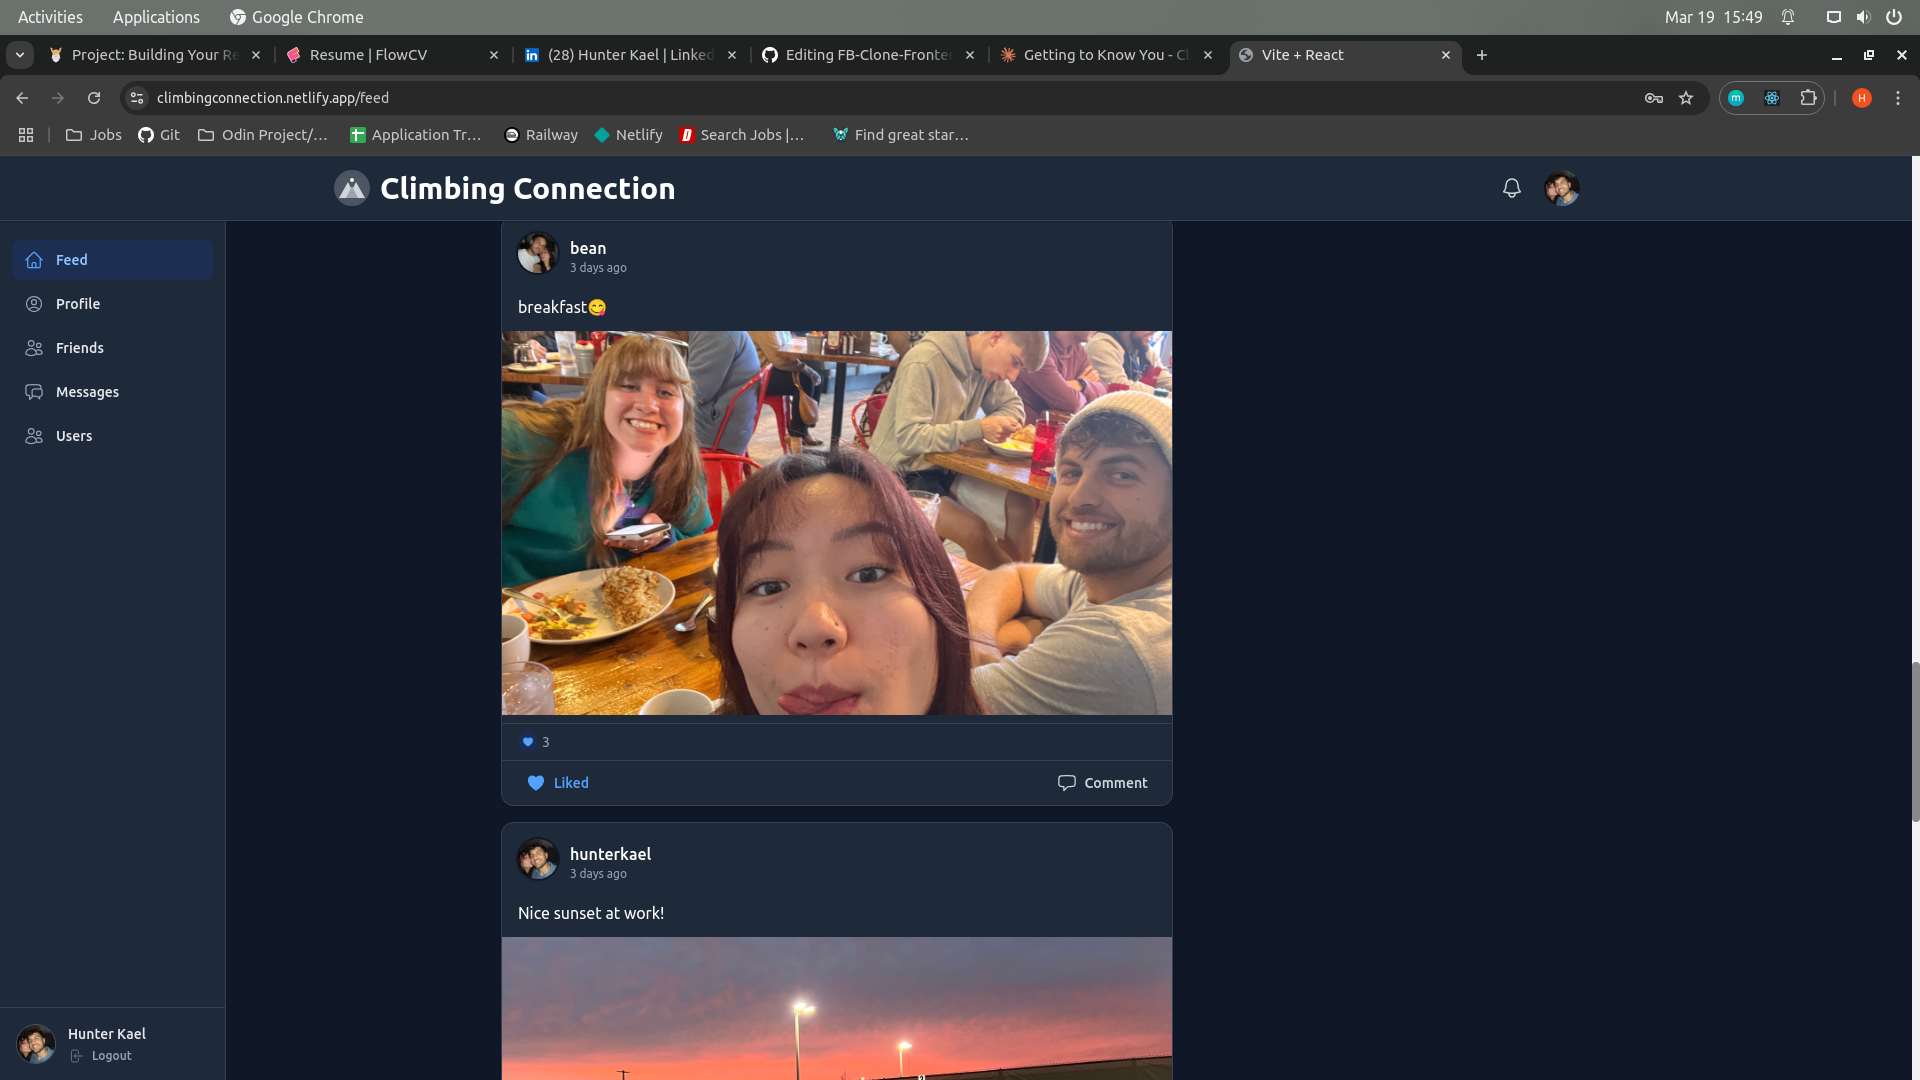 Activities Applications Google Chrome Mar 19 15:49
Project: Building Your Re Resume | FlowCV (28) Hunter Kael | Linked Editing FB-Clone-Fronte Getting to Know You - Cl Vite + React
climbingconnection.netlify.app/feed m H
Jobs Git Odin Project/... Application Tr... Railway Netlify Search Jobs |... Find great star...
Climbing Connection
Feed
Profile
Friends
Messages
Users
Hunter Kael
Logout
bean
3 days ago
breakfast😋
3
Liked Comment
hunterkael
3 days ago
Nice sunset at work!